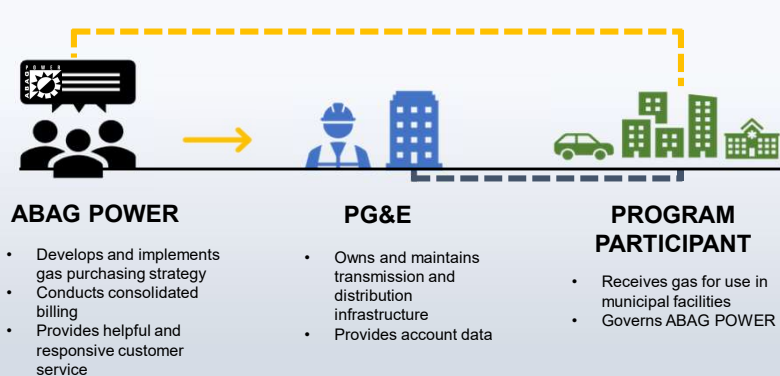 ABAG
POWER
ABAG POWER
• Develops and implements
gas purchasing strategy
• Conducts consolidated
billing
• Provides helpful and
responsive customer
service
PG&E
• Owns and maintains
transmission and
distribution
infrastructure
• Provides account data
PROGRAM
PARTICIPANT
• Receives gas for use in
municipal facilities
• Governs ABAG POWER